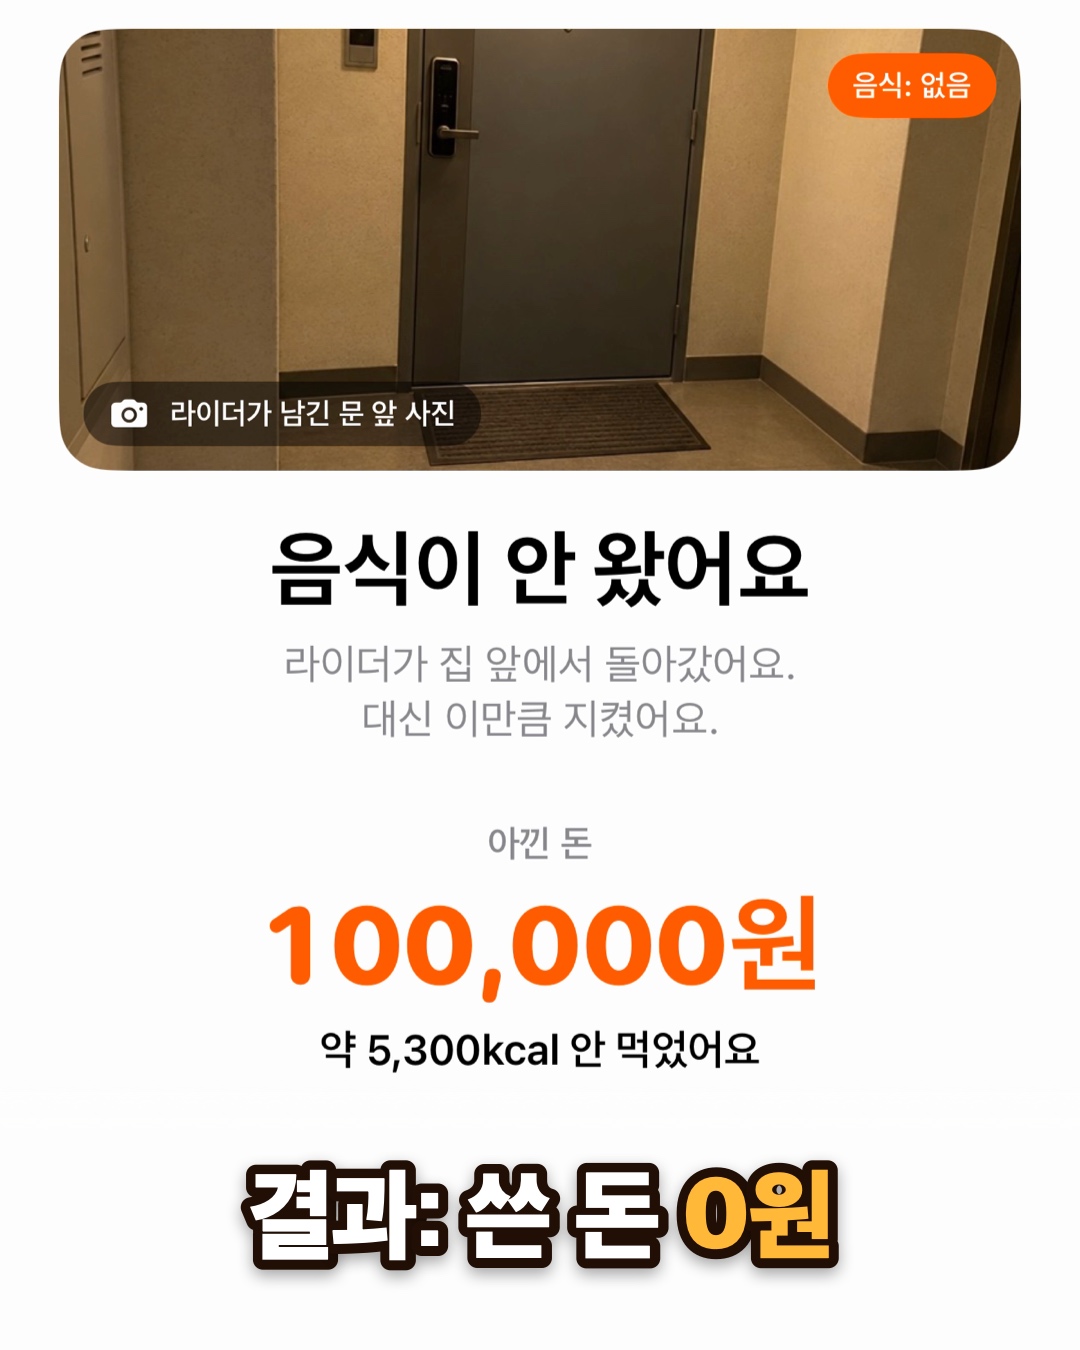 음식: 없음
라이더가 남긴 문 앞 사진
음식이 안 왔어요
라이더가 집 앞에서 돌아갔어요.
대신 이만큼 지켰어요.
아낀 돈
100,000원
약 5,300kcal 안 먹었어요
결과: 쓴 돈 0원